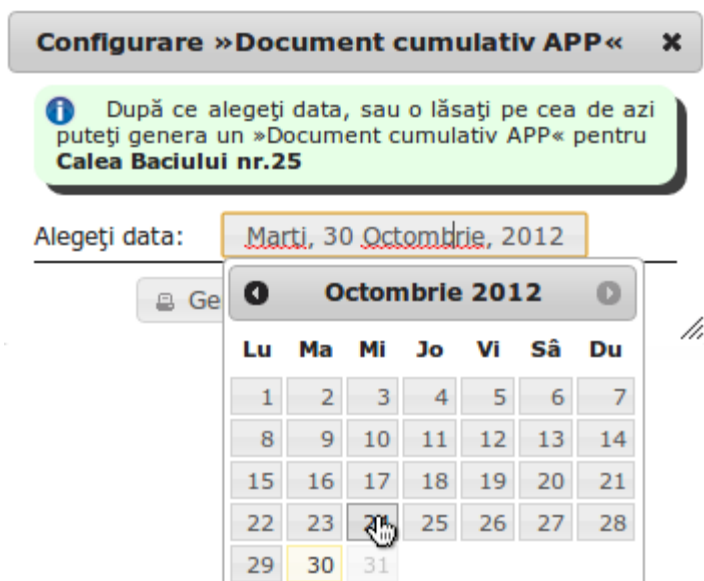 Configurare »Document cumulativ APP«
După ce alegeţi data, sau o lăsaţi pe cea de azi
puteţi genera un »Document cumulativ APP« pentru
Calea Baciului nr.25
Alegeţi data: Marti, 30 Octombrie, 2012
Ge
Octombrie 2012
Lu Ma Mi Jo Vi Sâ Du
1 2 3 4 5 6 7
8 9 10 11 12 13 14
15 16 17 18 19 20 21
22 23 24 25 26 27 28
29 30 31